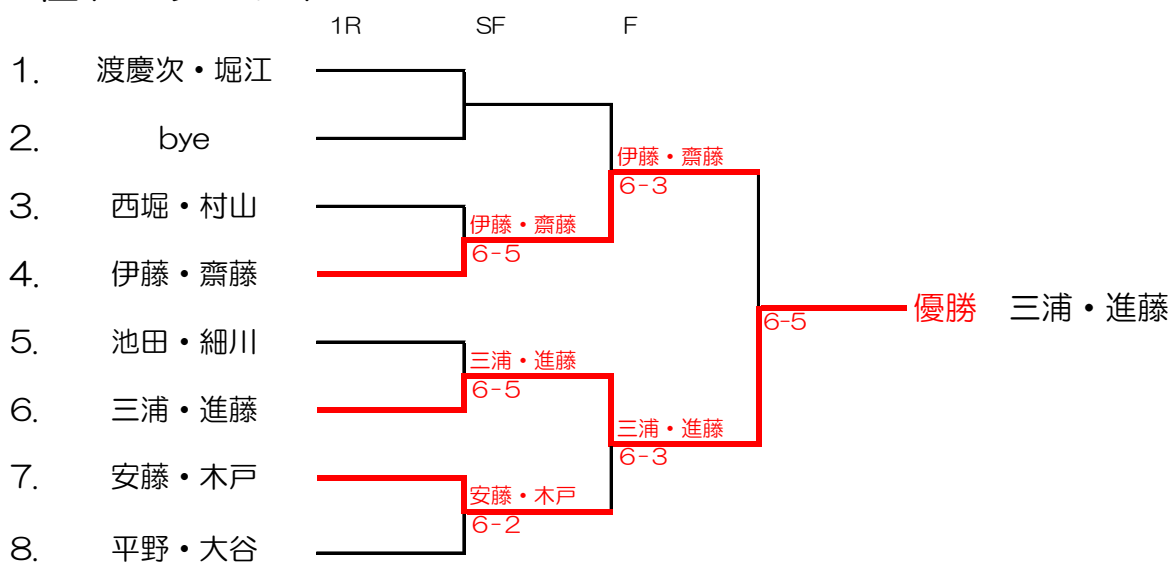 1R SF F
1. 渡慶次・堀江
2. bye
伊藤・齋藤
6-3
3. 西堀・村山
伊藤・齋藤
6-5
4. 伊藤・齋藤
優勝 三浦・進藤
6-5
5. 池田・細川
三浦・進藤
6-5
6. 三浦・進藤
三浦・進藤
6-3
7. 安藤・木戸
安藤・木戸
6-2
8. 平野・大谷